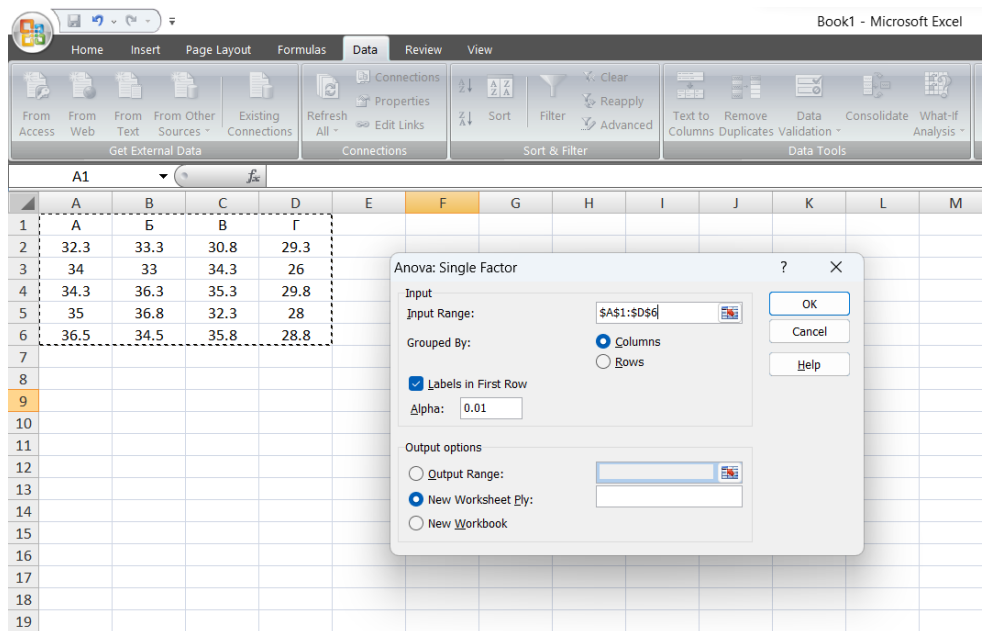 Book1 - Microsoft Excel
Home Insert Page Layout Formulas Data Review View
From Access
From Web
From Text
From Other Sources
Existing Connections
Get External Data
Refresh All
Connections
Properties
Edit Links
Connections
Sort
Filter
Clear
Reapply
Advanced
Sort & Filter
Text to Columns
Remove Duplicates
Data Validation
Consolidate
What-If Analysis
Data Tools
A1 fx
A B C D E F G H I J K L M
1 А Б В Г
2 32.3 33.3 30.8 29.3
3 34 33 34.3 26
4 34.3 36.3 35.3 29.8
5 35 36.8 32.3 28
6 36.5 34.5 35.8 28.8
7
8
9
10
11
12
13
14
15
16
17
18
19
Anova: Single Factor ?
Input
Input Range: $A$1:$D$6
Grouped By: Columns
Rows
Labels in First Row
Alpha: 0.01
Output options
Output Range:
New Worksheet Ply:
New Workbook
OK
Cancel
Help